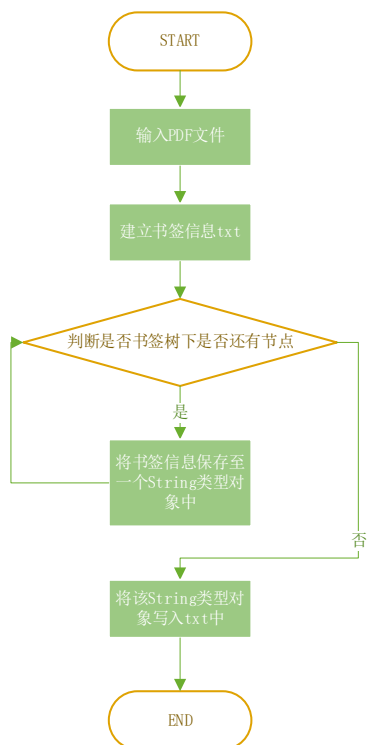 START
输入PDF文件
建立书签信息txt
判断是否书签树下是否还有节点
是
将书签信息保存至
一个String类型对
象中
否
将该String类型对
象写入txt中
END